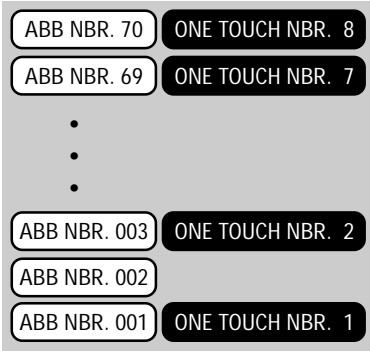 ABB NBR. 70 ONE TOUCH NBR. 8
ABB NBR. 69 ONE TOUCH NBR. 7
ABB NBR. 003 ONE TOUCH NBR. 2
ABB NBR. 002
ABB NBR. 001 ONE TOUCH NBR. 1